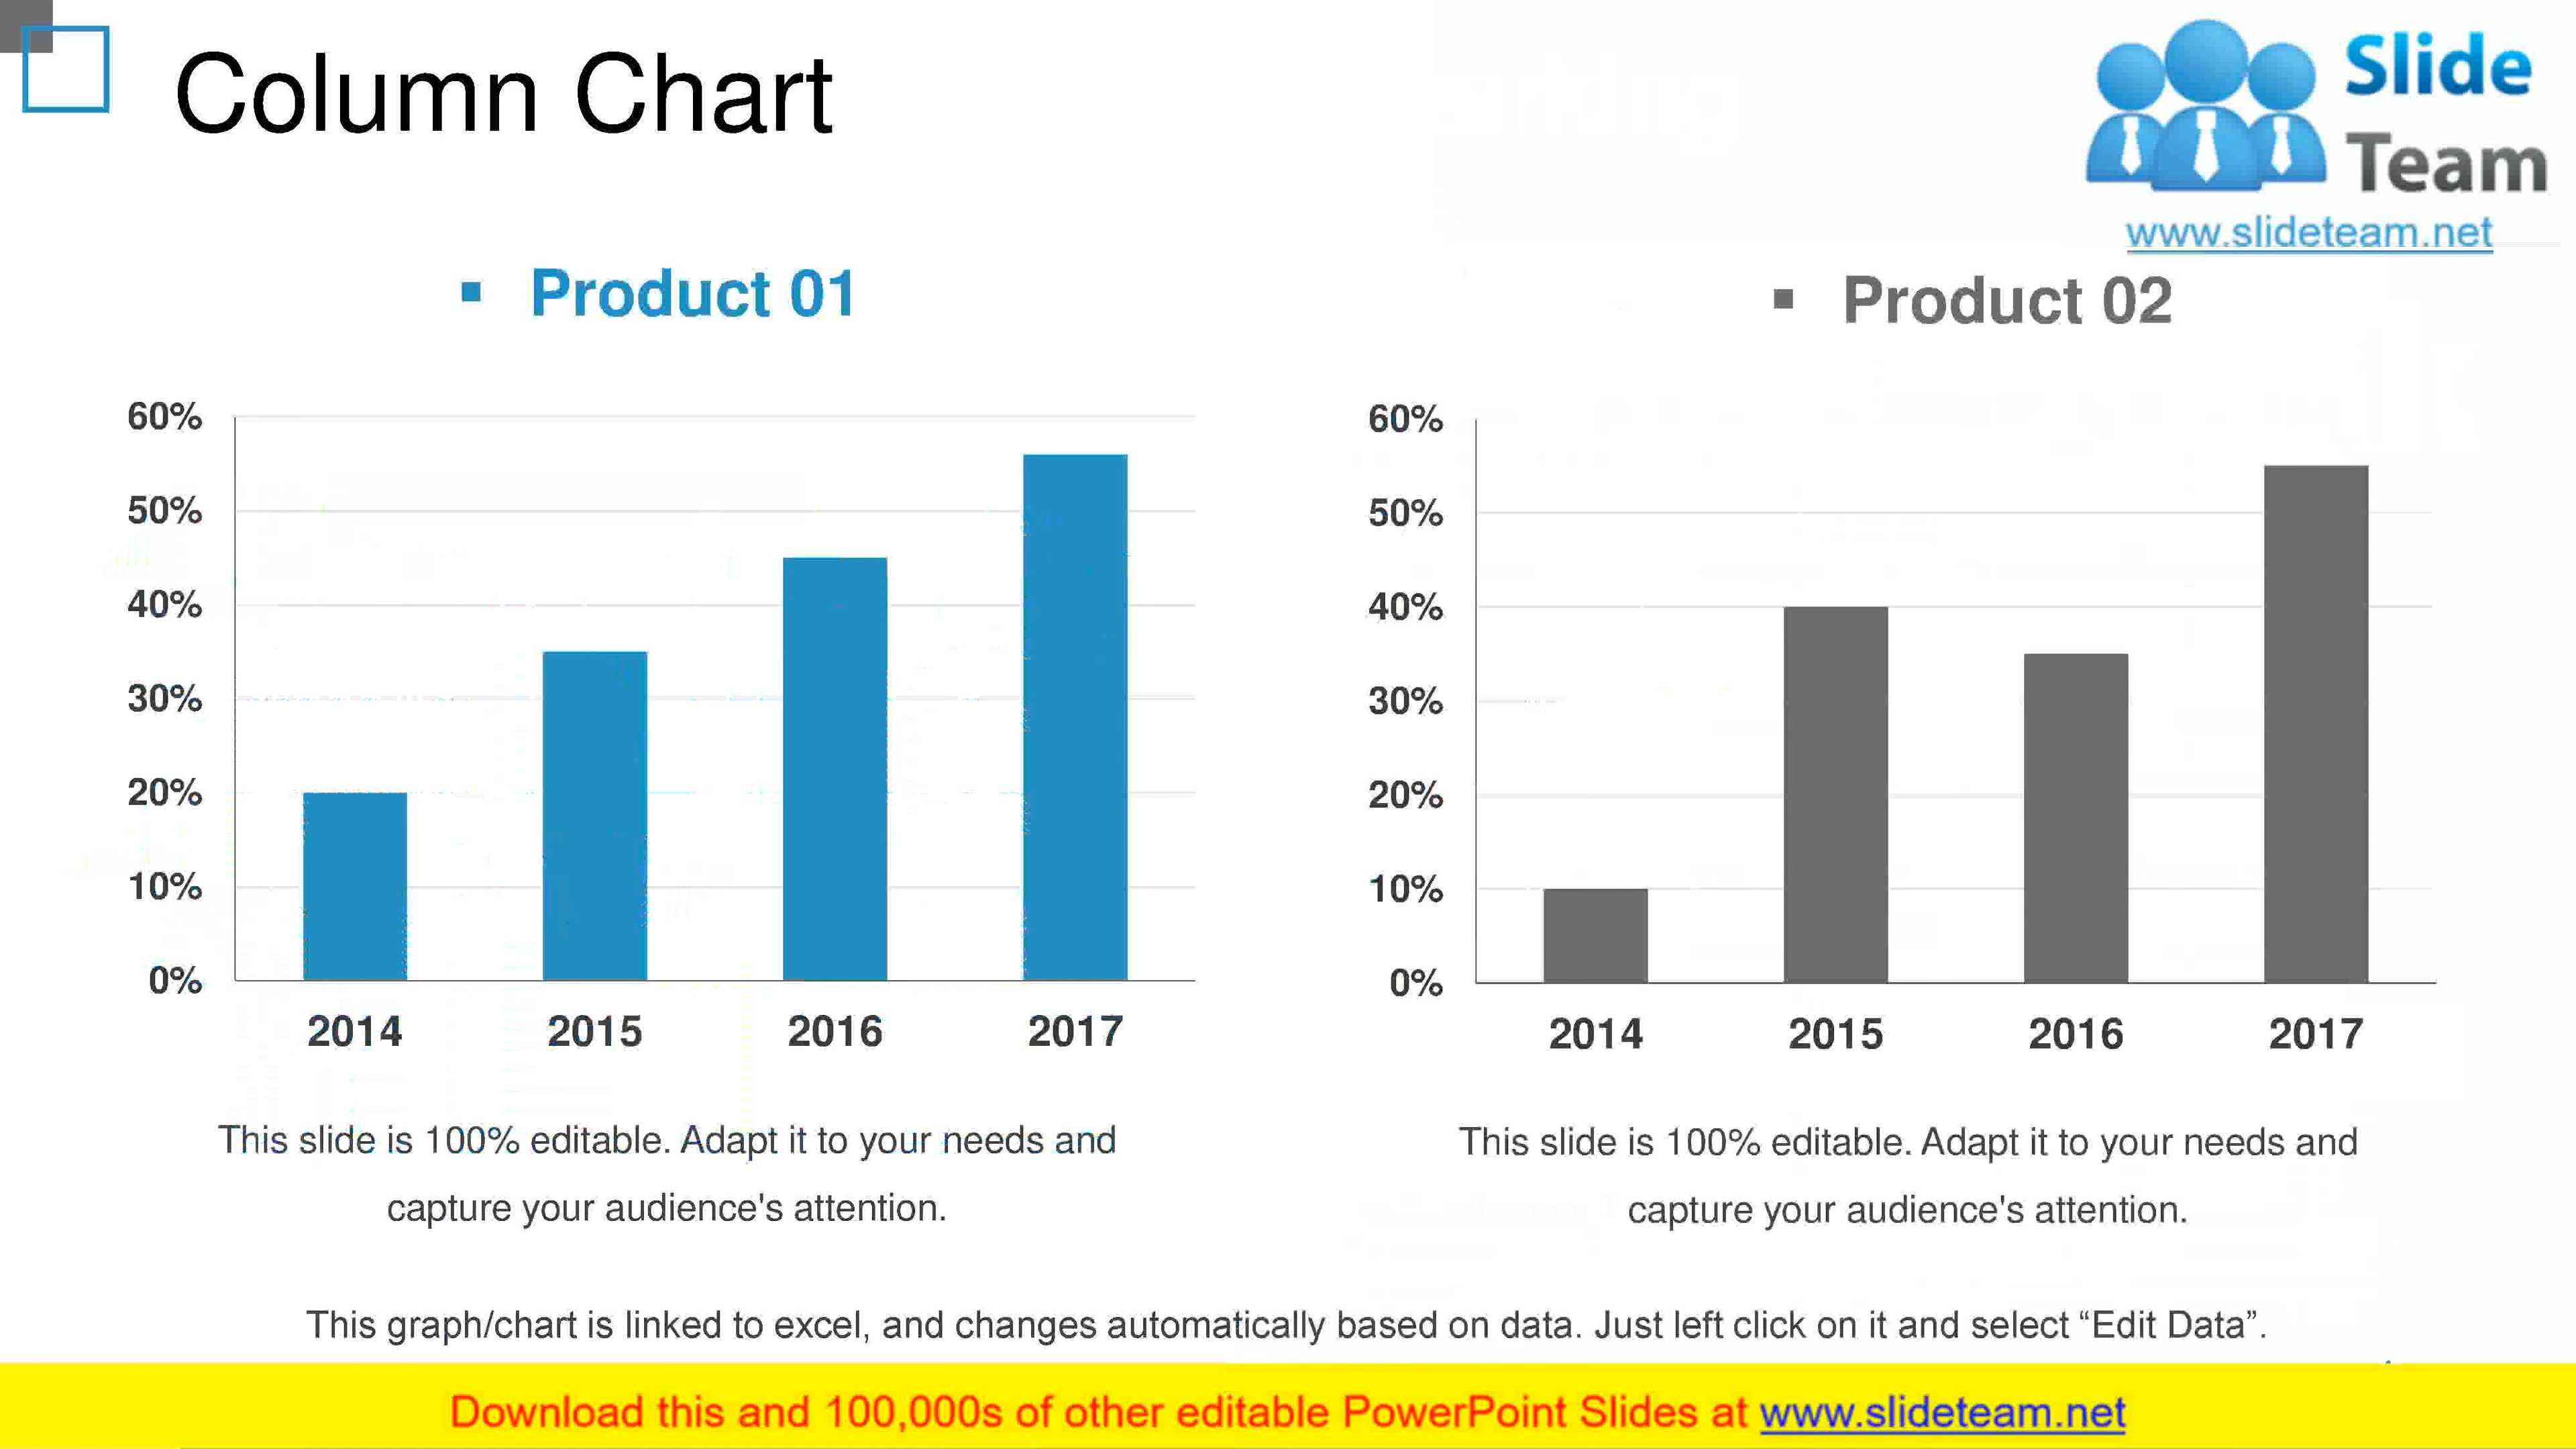 Column Chart
Slide
Team
www.slideteam.net
▪ Product 01
60%
50%
40%
30%
20%
10%
0%
2014 2015 2016 2017
This slide is 100% editable. Adapt it to your needs and
capture your audience's attention.
▪ Product 02
60%
50%
40%
30%
20%
10%
0%
2014 2015 2016 2017
This slide is 100% editable. Adapt it to your needs and
capture your audience's attention.
This graph/chart is linked to excel, and changes automatically based on data. Just left click on it and select “Edit Data”.
Download this and 100,000s of other editable PowerPoint Slides at www.slideteam.net